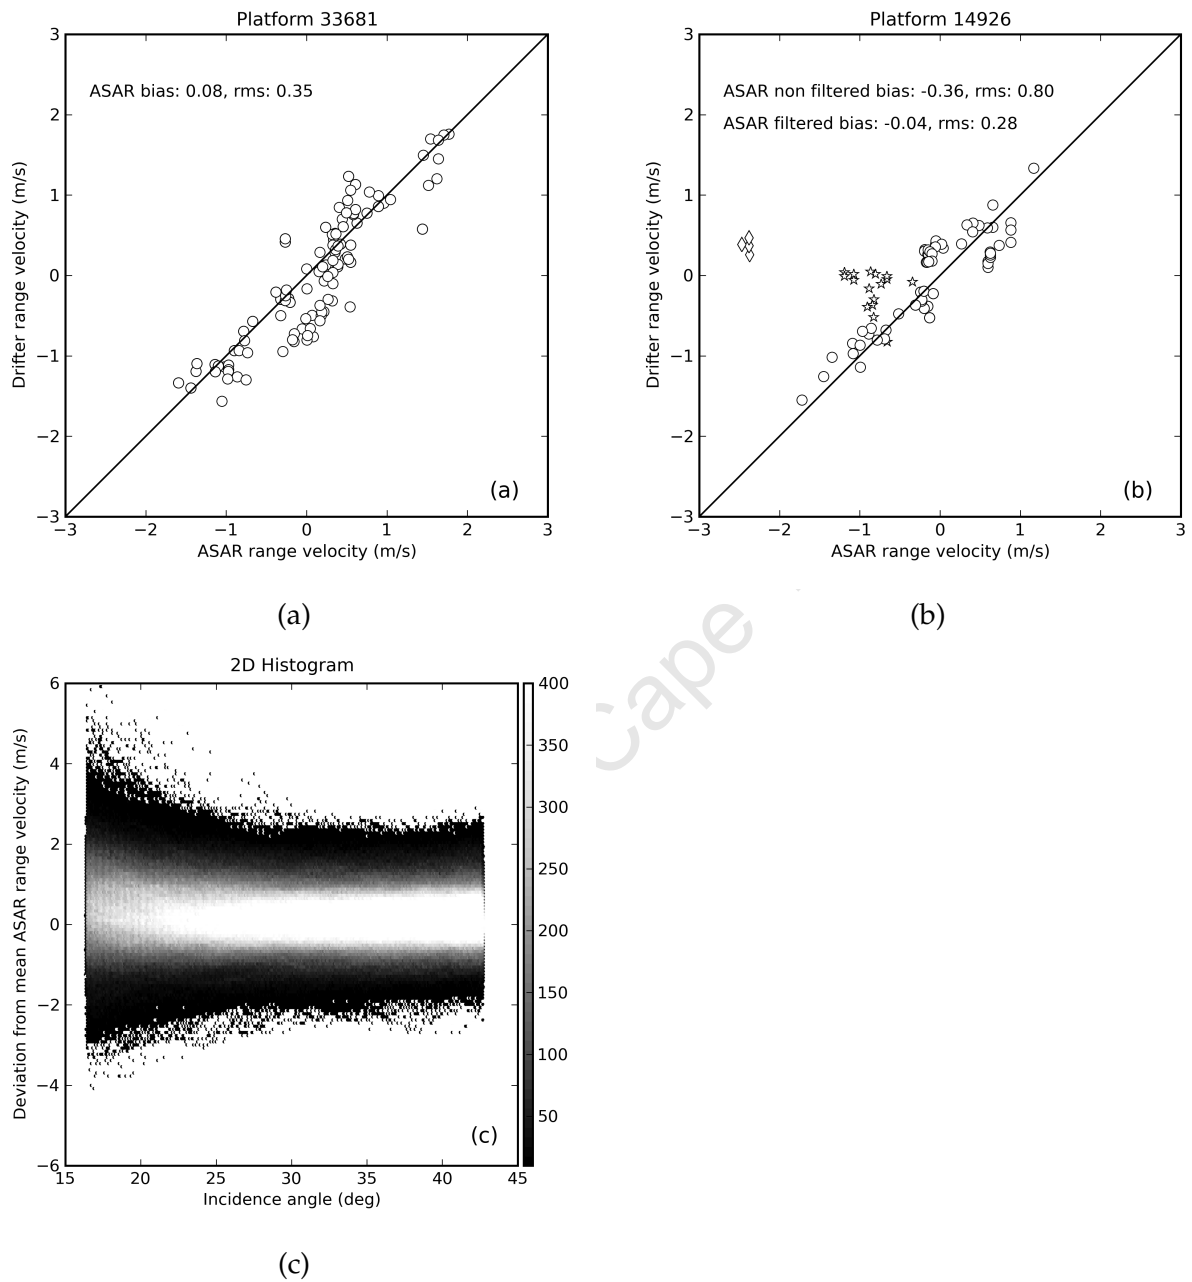 Platform 33681
3
2
1
0
−1
−2
−3
−3
−2
−1
0
1
2
3
Drifter range velocity (m/s)
ASAR range velocity (m/s)
ASAR bias: 0.08, rms: 0.35
(a)
(a)
Platform 14926
3
2
1
0
−1
−2
−3
−3
−2
−1
0
1
2
3
Drifter range velocity (m/s)
ASAR range velocity (m/s)
ASAR non filtered bias: -0.36, rms: 0.80
ASAR filtered bias: -0.04, rms: 0.28
(b)
(b)
Cape
2D Histogram
6
4
2
0
−2
−4
−6
15
20
25
30
35
40
45
Deviation from mean ASAR range velocity (m/s)
Incidence angle (deg)
400
350
300
250
200
150
100
50
(c)
(c)